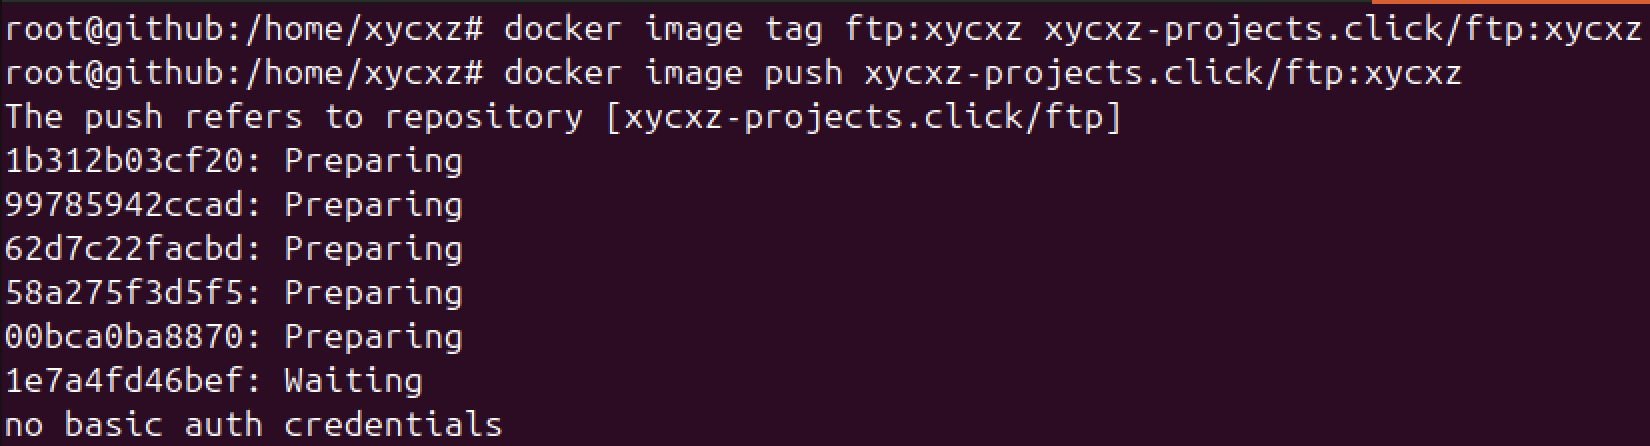 root@github:/home/xycxz# docker image tag ftp:xycxz xycxz-projects.click/ftp:xycxz
root@github:/home/xycxz# docker image push xycxz-projects.click/ftp:xycxz
The push refers to repository [xycxz-projects.click/ftp]
1b312b03cf20: Preparing
99785942ccad: Preparing
62d7c22facbd: Preparing
58a275f3d5f5: Preparing
00bca0ba8870: Preparing
1e7a4fd46bef: Waiting
no basic auth credentials